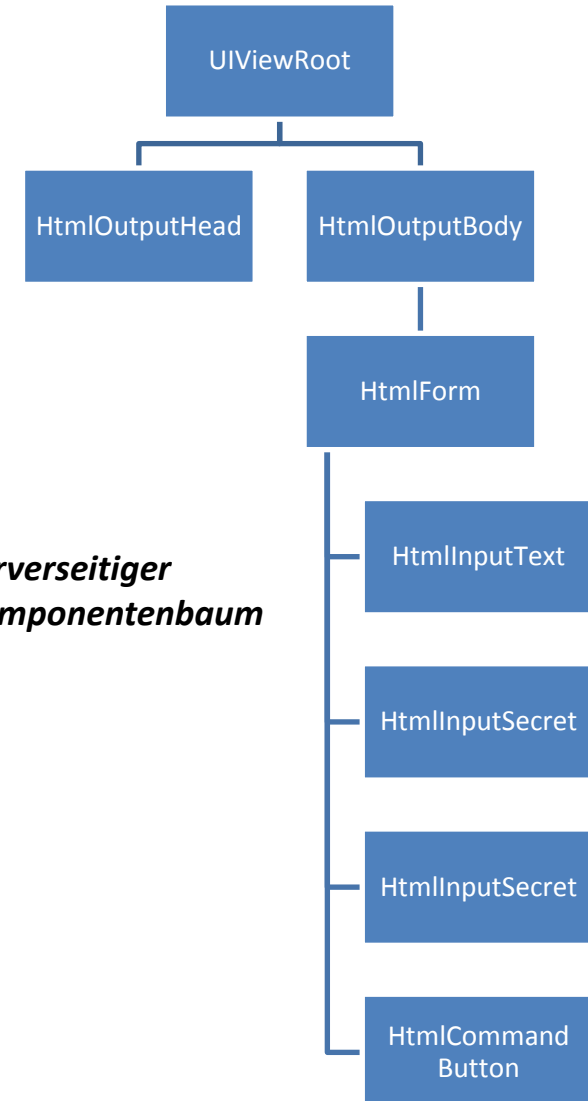 UIViewRoot
HtmlOutputHead
HtmlOutputBody
HtmlForm
HtmlInputText
rverseitiger
mponentenbaum
HtmlInputSecret
HtmlInputSecret
HtmlCommand
Button